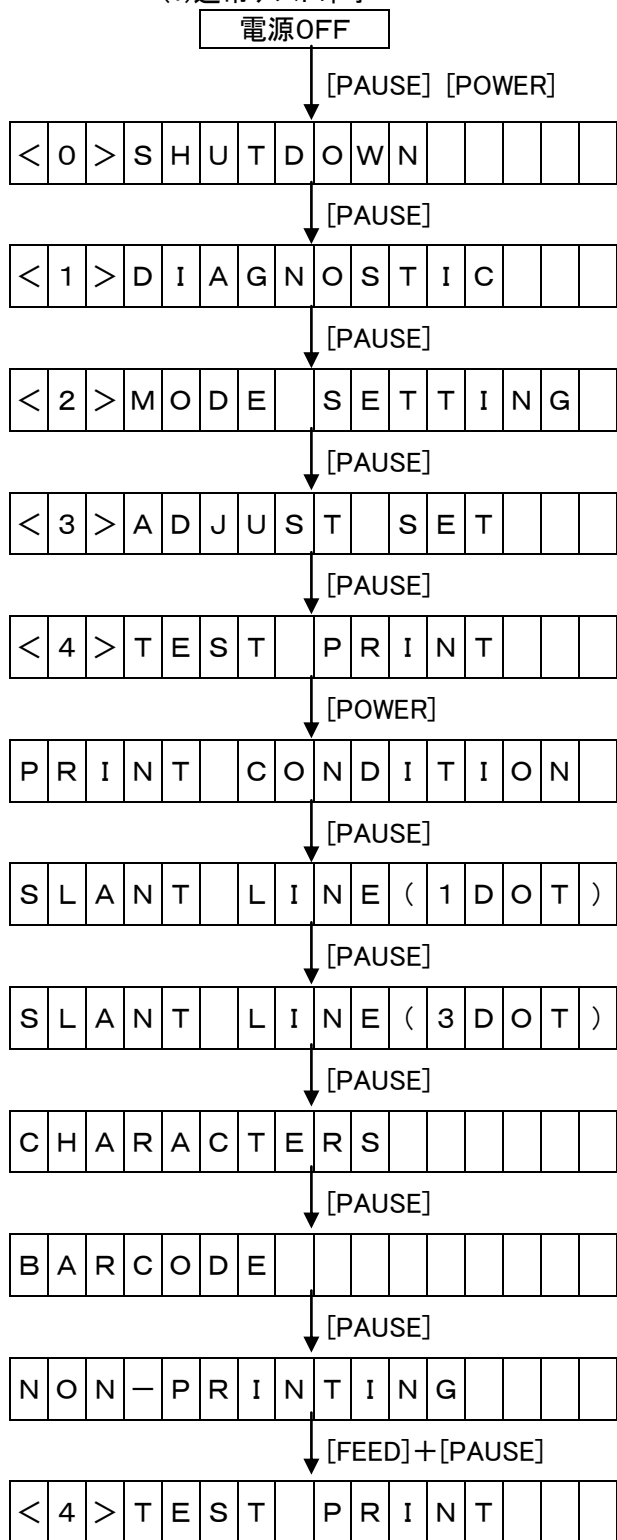 電源OFF
[PAUSE] [POWER]
<0>SHUTDOWN
[PAUSE]
<1>DIAGNOSTIC
[PAUSE]
<2>MODE SETTING
[PAUSE]
<3>ADJUST SET
[PAUSE]
<4>TEST PRINT
[POWER]
PRINT CONDITION
[PAUSE]
SLANT LINE(1DOT)
[PAUSE]
SLANT LINE(3DOT)
[PAUSE]
CHARACTERS
[PAUSE]
BARCODE
[PAUSE]
NON-PRINTING
[FEED]+[PAUSE]
<4>TEST PRINT